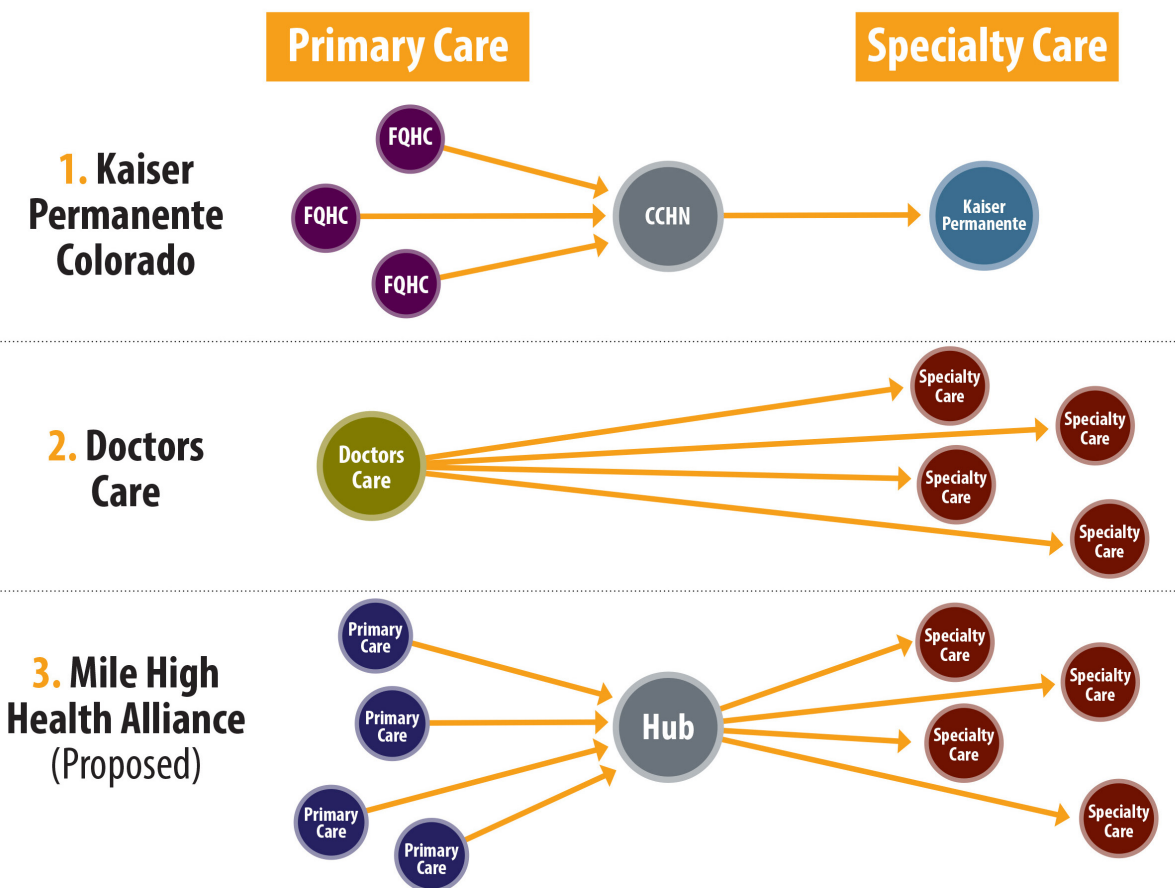 Primary Care
Specialty Care
1. Kaiser
Permanente
Colorado
FQHC
FQHC
FQHC
CCHN
Kaiser
Permanente
2. Doctors
Care
Doctors
Care
Specialty
Care
Specialty
Care
Specialty
Care
Specialty
Care
3. Mile High
Health Alliance
(Proposed)
Primary
Care
Primary
Care
Primary
Care
Primary
Care
Hub
Specialty
Care
Specialty
Care
Specialty
Care
Specialty
Care